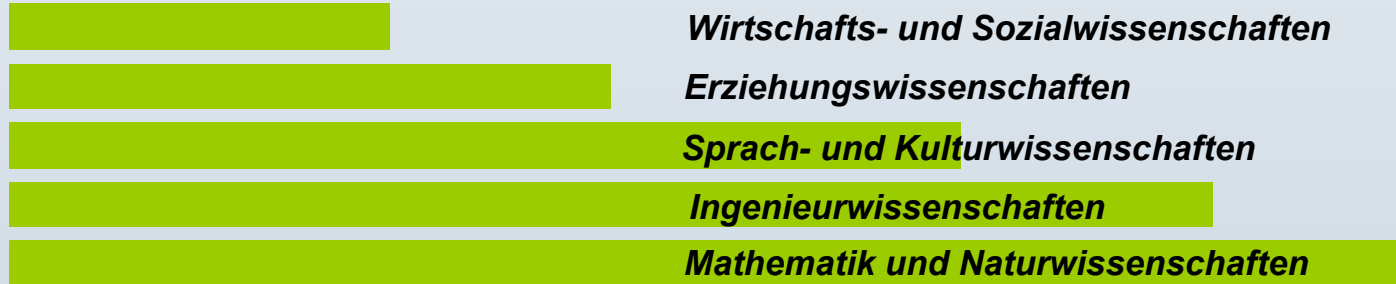 Wirtschafts- und Sozialwissenschaften
Erziehungswissenschaften
Sprach- und Kulturwissenschaften
Ingenieurwissenschaften
Mathematik und Naturwissenschaften